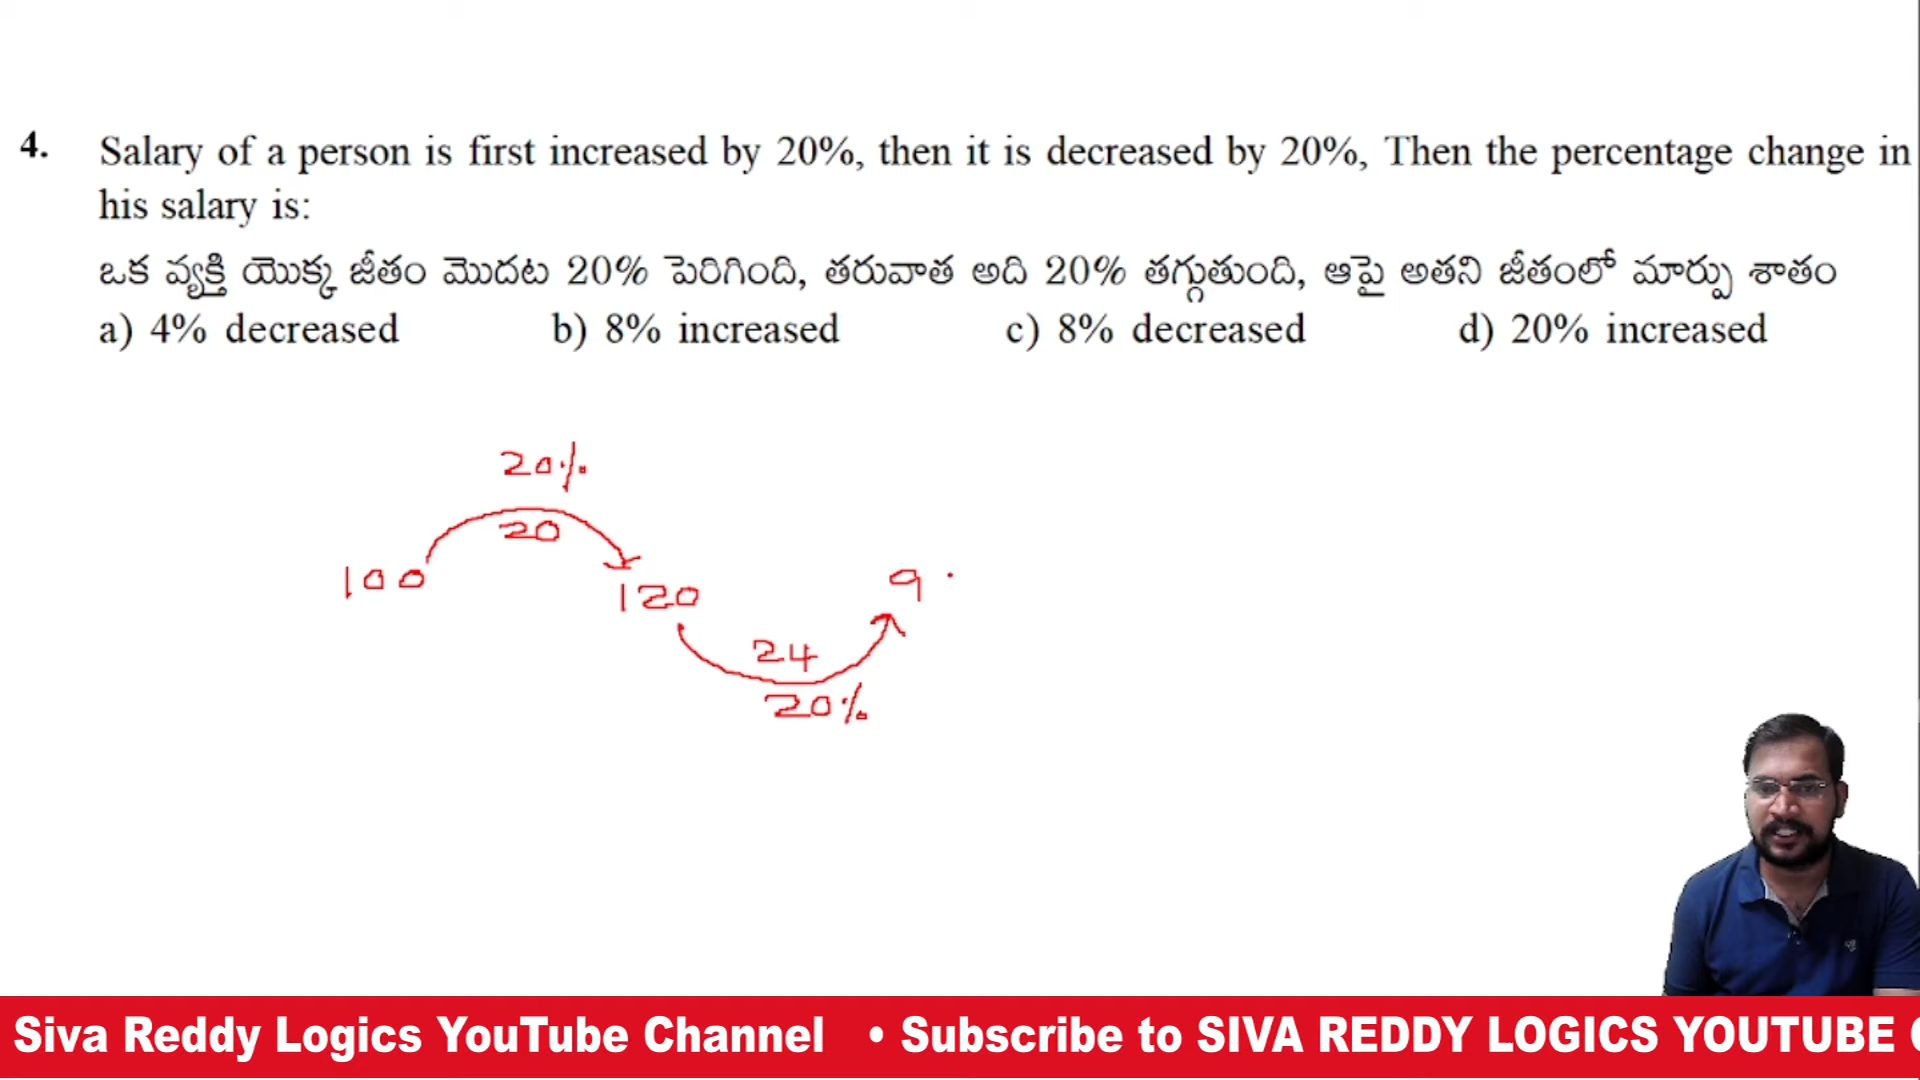 4. Salary of a person is first increased by 20%, then it is decreased by 20%, Then the percentage change in
his salary is:
ఒక వ్యక్తి యొక్క జీతం మొదట 20% పెరిగింది, తరువాత అది 20% తగ్గుతుంది, ఆపై అతని జీతంలో మార్పు శాతం
a) 4% decreased b) 8% increased c) 8% decreased d) 20% increased
20%
20
100
120
9
24
20%
Siva Reddy Logics YouTube Channel • Subscribe to SIVA REDDY LOGICS YOUTUBE